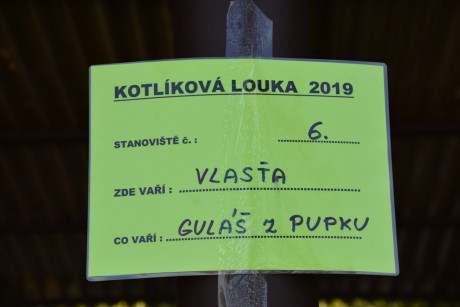 KOTLÍKOVÁ LOUKA 2019
STANOVIŠTĚ č. : 6.
ZDE VAŘÍ : VLASŤA
CO VAŘÍ : GULÁŠ Z PUPKU